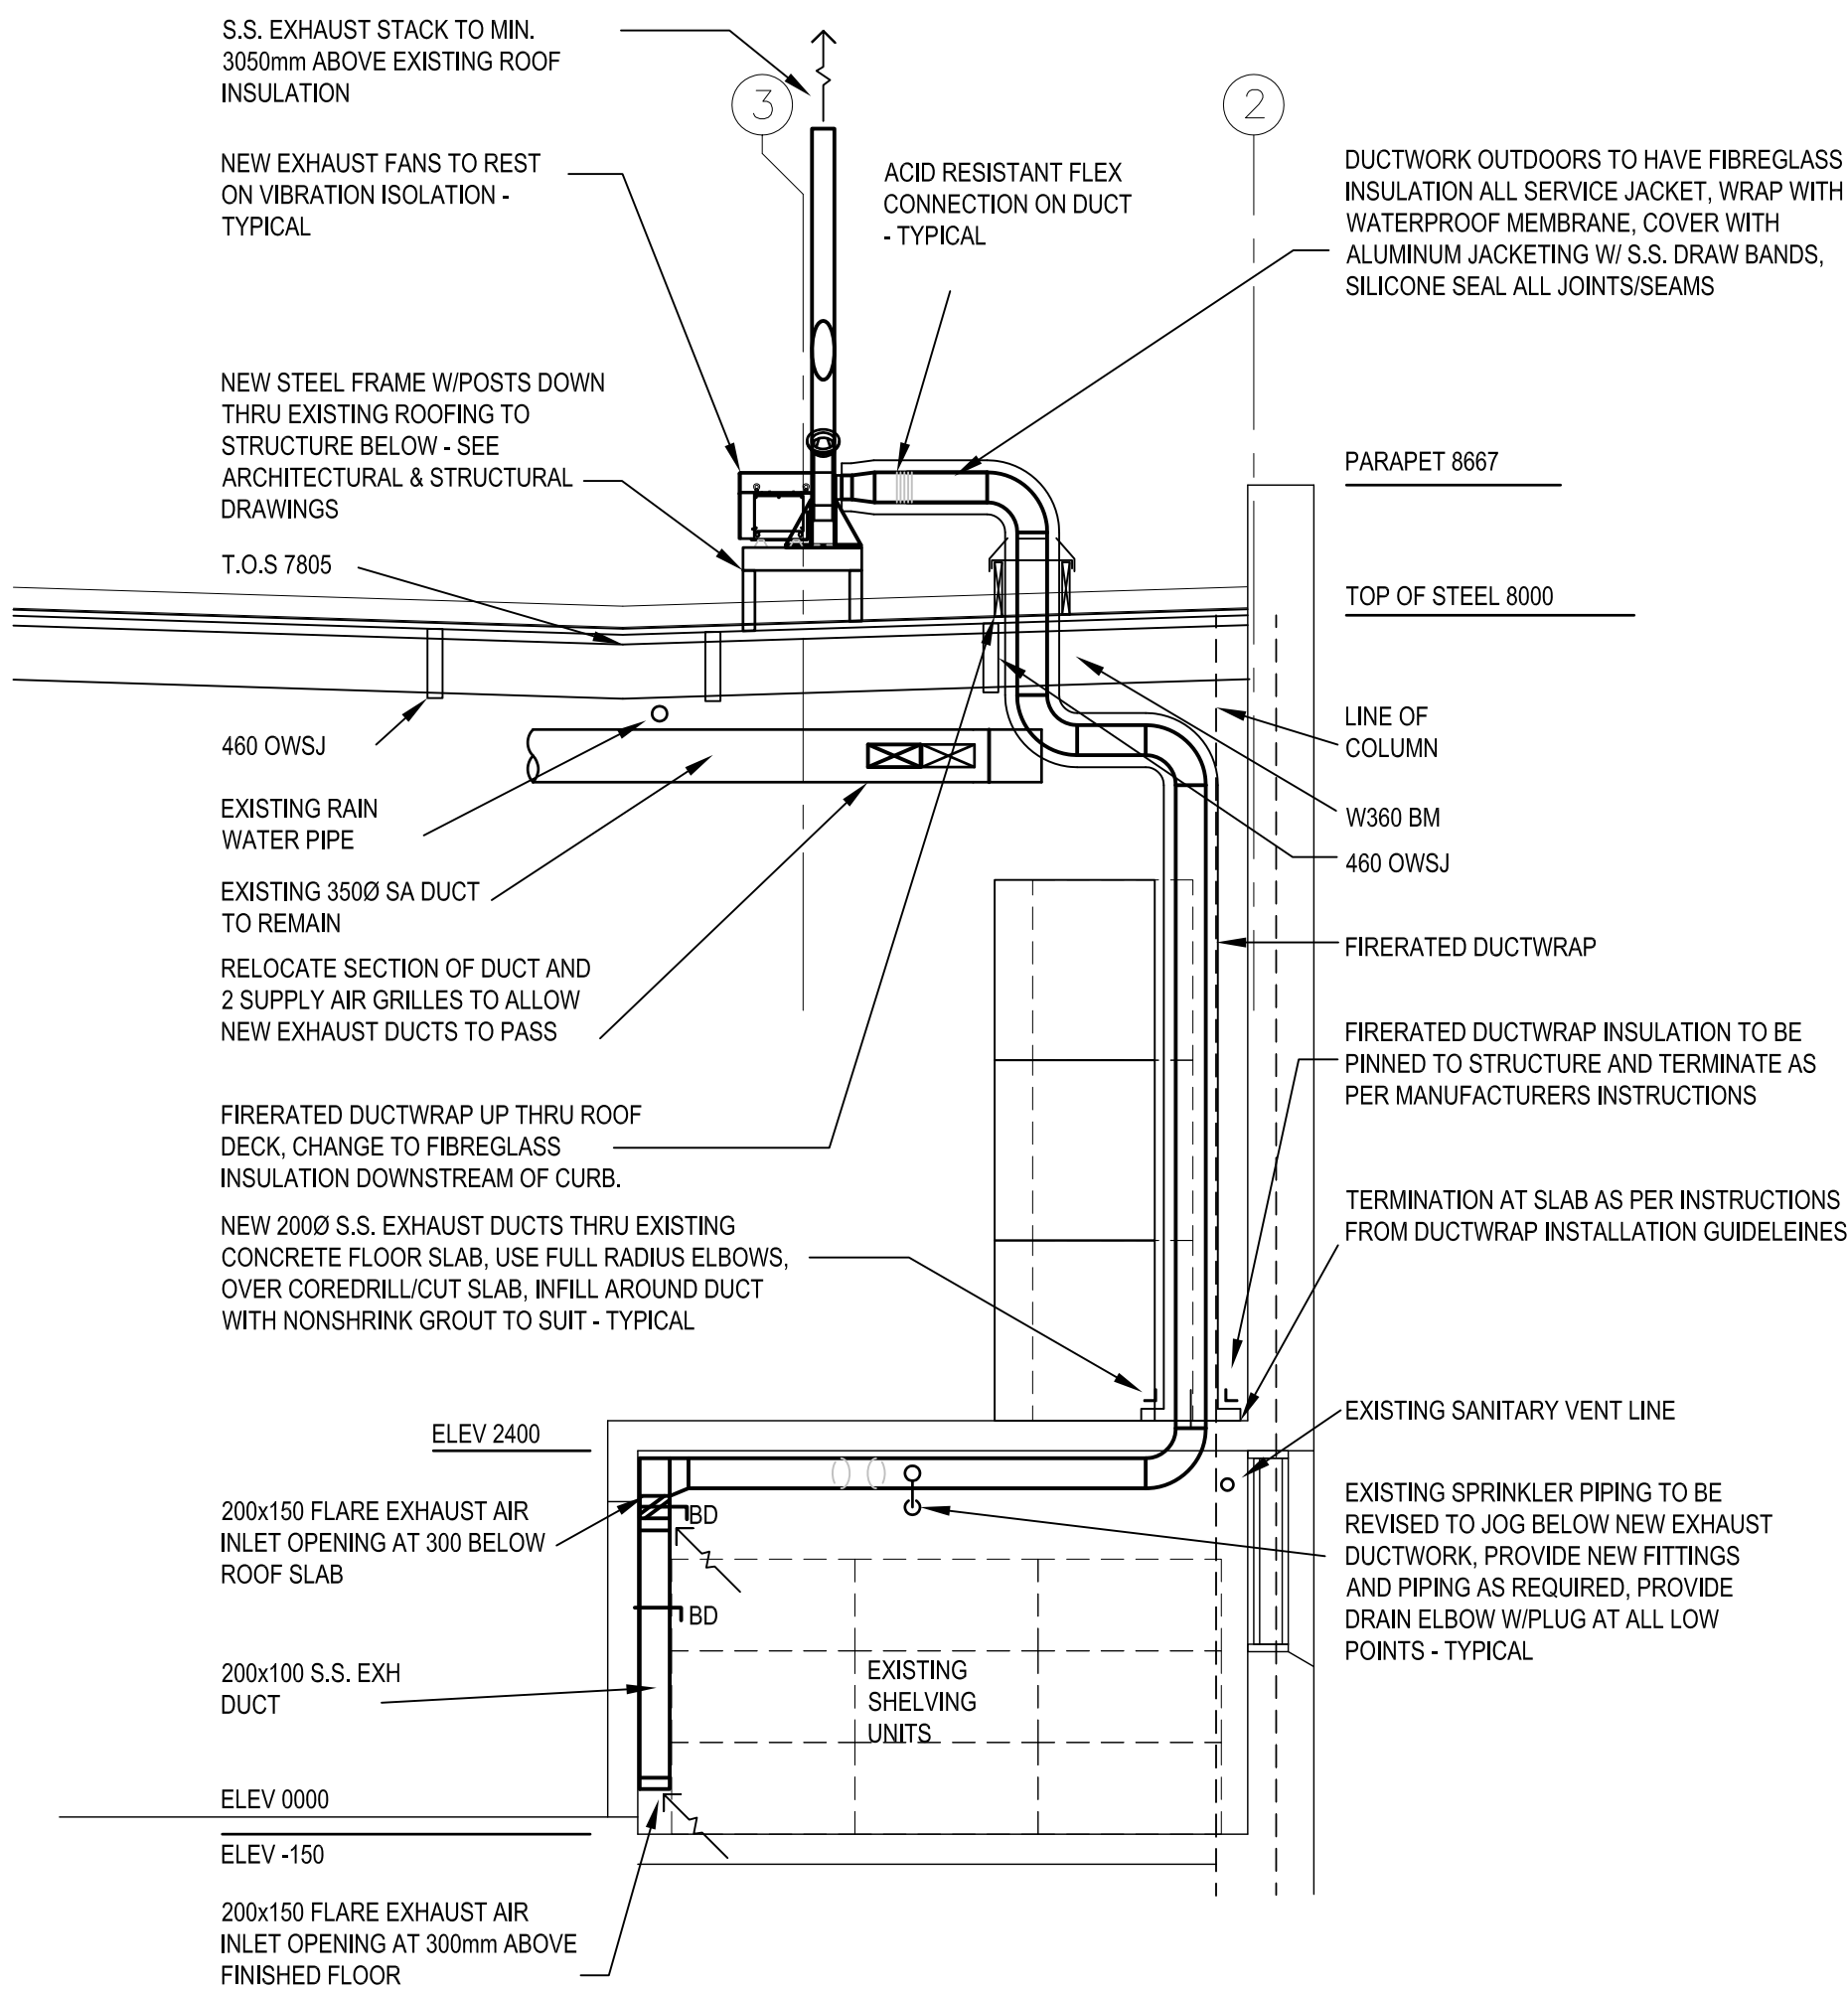 S.S. EXHAUST STACK TO MIN.
3050mm ABOVE EXISTING ROOF
INSULATION
3
2
NEW EXHAUST FANS TO REST
ON VIBRATION ISOLATION -
TYPICAL
ACID RESISTANT FLEX
CONNECTION ON DUCT
- TYPICAL
DUCTWORK OUTDOORS TO HAVE FIBREGLASS
INSULATION ALL SERVICE JACKET, WRAP WITH
WATERPROOF MEMBRANE, COVER WITH
ALUMINUM JACKETING W/ S.S. DRAW BANDS,
SILICONE SEAL ALL JOINTS/SEAMS
NEW STEEL FRAME W/POSTS DOWN
THRU EXISTING ROOFING TO
STRUCTURE BELOW - SEE
ARCHITECTURAL & STRUCTURAL
DRAWINGS
PARAPET 8667
T.O.S 7805
TOP OF STEEL 8000
460 OWSJ
LINE OF
COLUMN
EXISTING RAIN
WATER PIPE
W360 BM
460 OWSJ
EXISTING 350Ø SA DUCT
TO REMAIN
FIRERATED DUCTWRAP
RELOCATE SECTION OF DUCT AND
2 SUPPLY AIR GRILLES TO ALLOW
NEW EXHAUST DUCTS TO PASS
FIRERATED DUCTWRAP INSULATION TO BE
PINNED TO STRUCTURE AND TERMINATE AS
PER MANUFACTURERS INSTRUCTIONS
FIRERATED DUCTWRAP UP THRU ROOF
DECK, CHANGE TO FIBREGLASS
INSULATION DOWNSTREAM OF CURB.
TERMINATION AT SLAB AS PER INSTRUCTIONS
FROM DUCTWRAP INSTALLATION GUIDELEINES
NEW 200Ø S.S. EXHAUST DUCTS THRU EXISTING
CONCRETE FLOOR SLAB, USE FULL RADIUS ELBOWS,
OVER COREDRILL/CUT SLAB, INFILL AROUND DUCT
WITH NONSHRINK GROUT TO SUIT - TYPICAL
EXISTING SANITARY VENT LINE
ELEV 2400
EXISTING SPRINKLER PIPING TO BE
REVISED TO JOG BELOW NEW EXHAUST
DUCTWORK, PROVIDE NEW FITTINGS
AND PIPING AS REQUIRED, PROVIDE
DRAIN ELBOW W/PLUG AT ALL LOW
POINTS - TYPICAL
200x150 FLARE EXHAUST AIR
INLET OPENING AT 300 BELOW
ROOF SLAB
BD
BD
200x100 S.S. EXH
DUCT
EXISTING
SHELVING
UNITS
ELEV 0000
ELEV -150
200x150 FLARE EXHAUST AIR
INLET OPENING AT 300mm ABOVE
FINISHED FLOOR